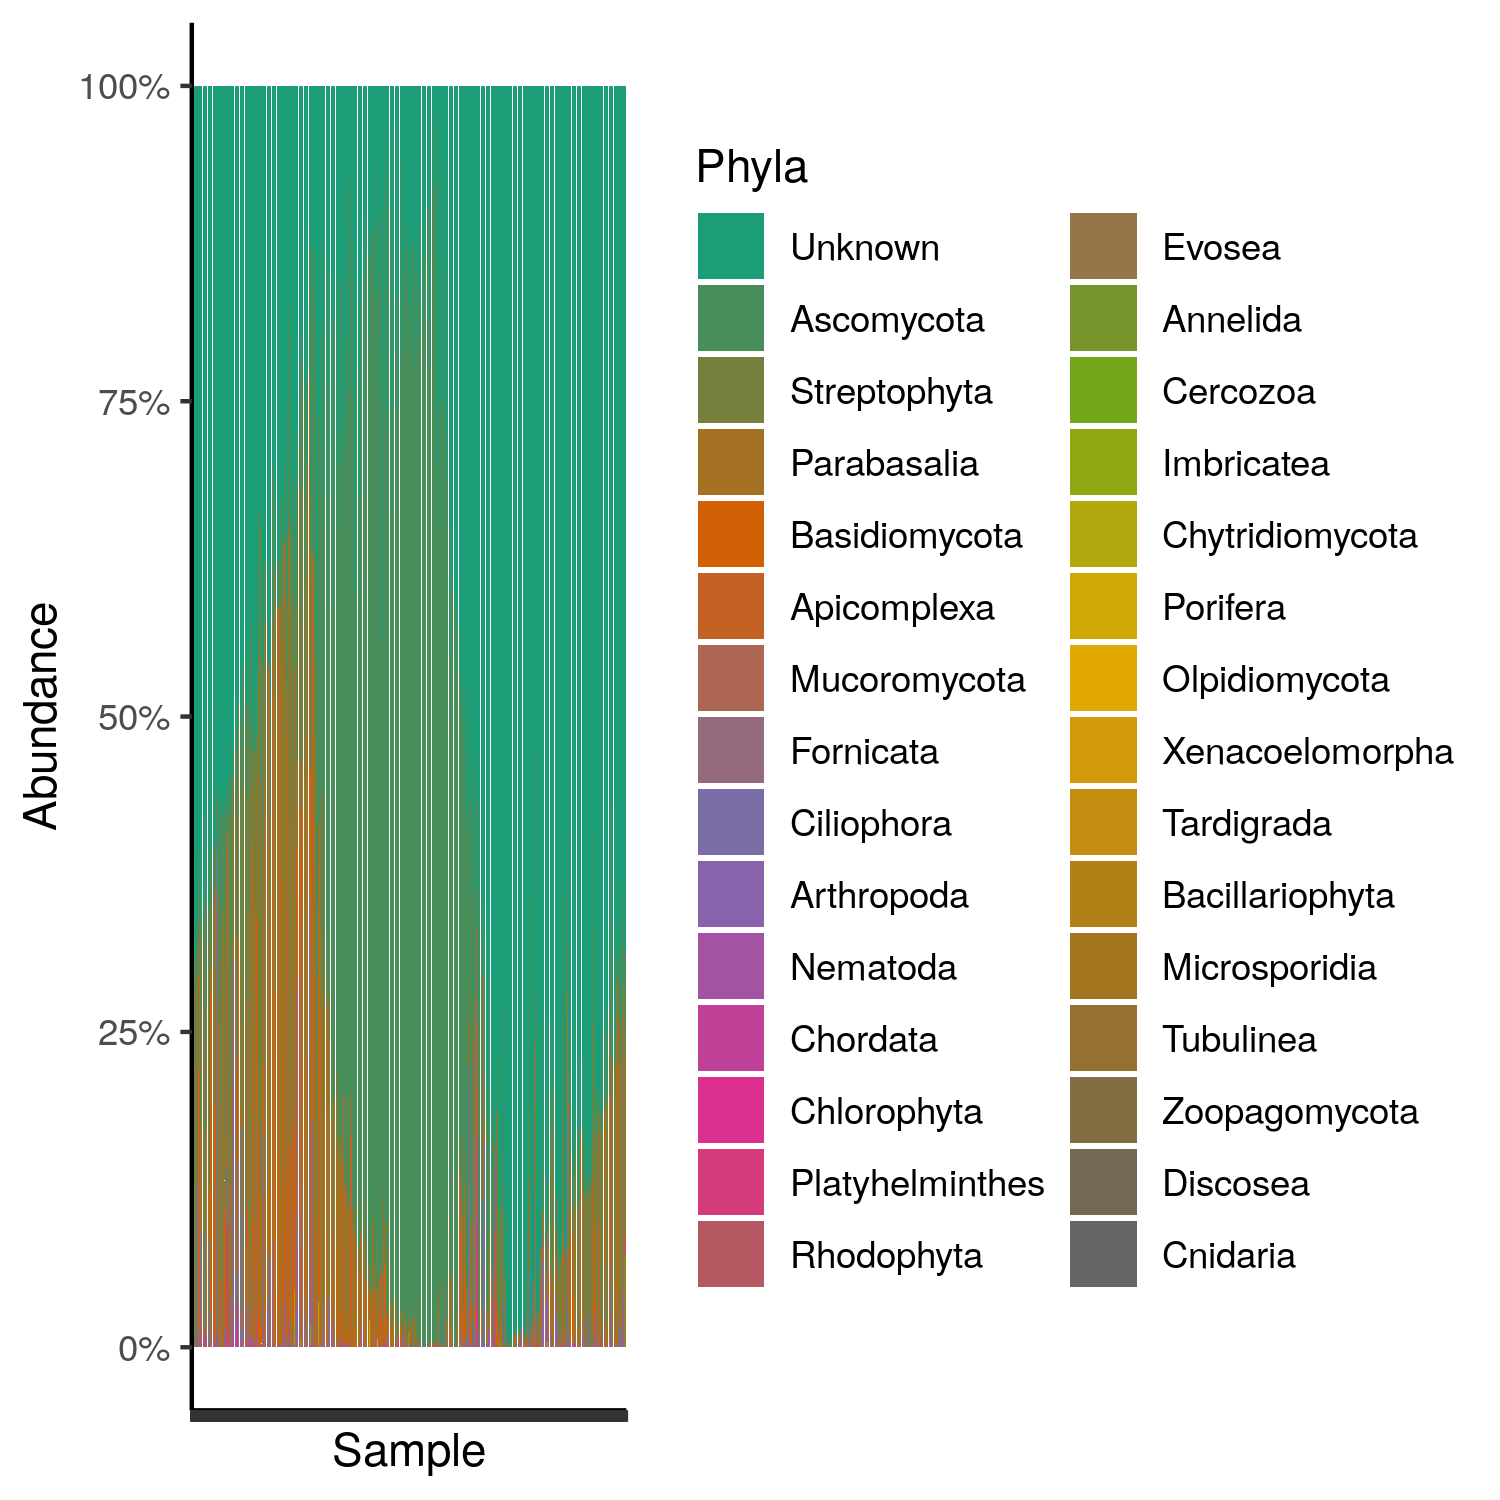 100%
75%
50%
25%
0%
Abundance
Sample
Phyla
Unknown
Ascomycota
Streptophyta
Parabasalia
Basidiomycota
Apicomplexa
Mucoromycota
Fornicata
Ciliophora
Arthropoda
Nematoda
Chordata
Chlorophyta
Platyhelminthes
Rhodophyta
Evosea
Annelida
Cercozoa
Imbricatea
Chytridiomycota
Porifera
Olpidiomycota
Xenacoelomorpha
Tardigrada
Bacillariophyta
Microsporidia
Tubulinea
Zoopagomycota
Discosea
Cnidaria